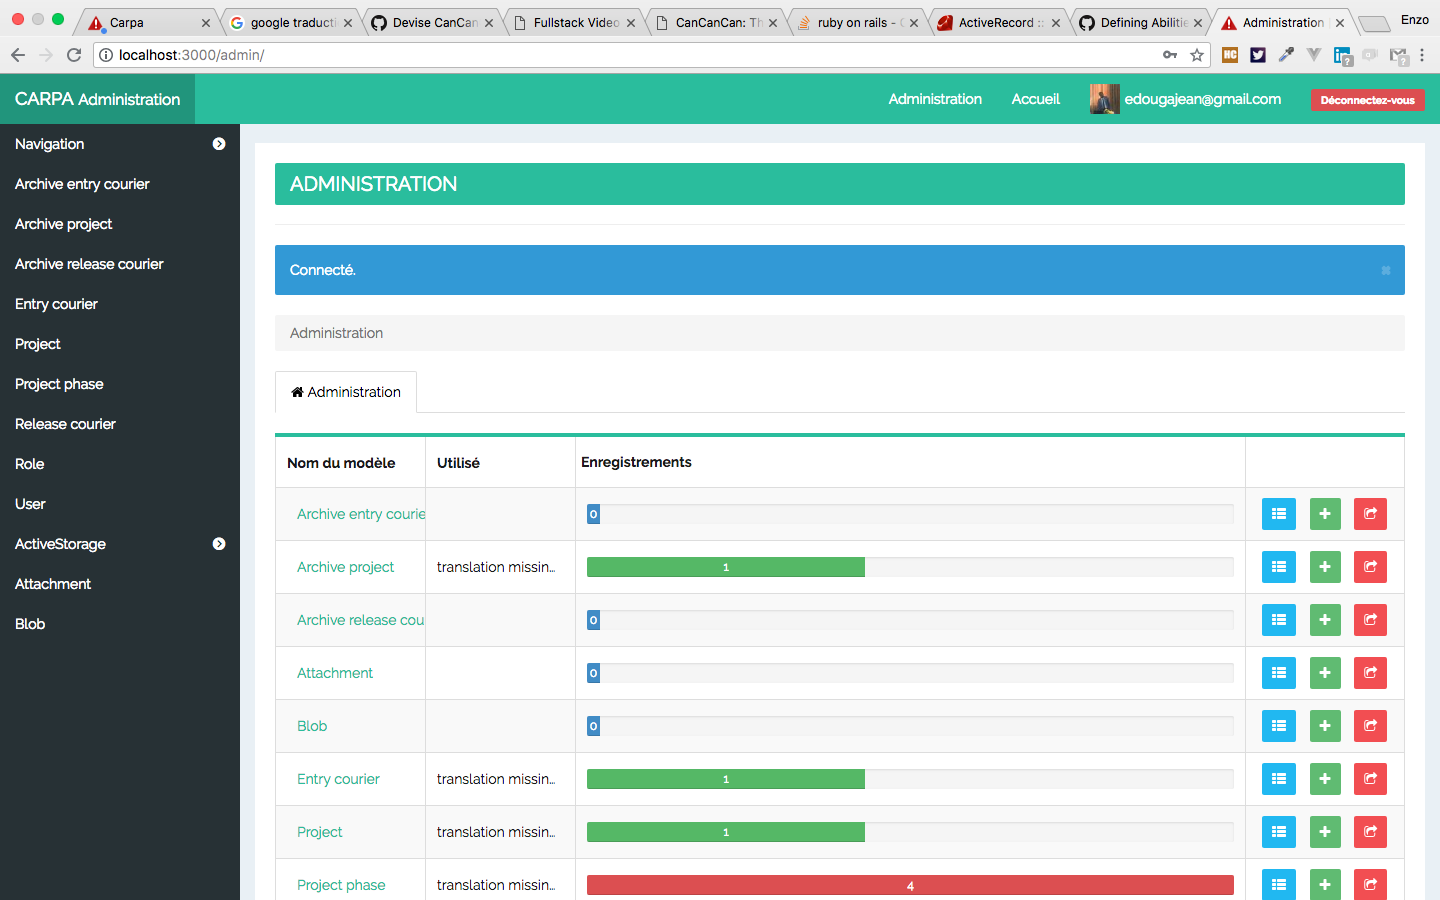 Carpa
google traducti
Devise CanCan
Fullstack Video
CanCanCan: Th
ruby on rails - C
ActiveRecord ::
Defining Abilitie
Administration
Enzo
localhost:3000/admin/
CARPA Administration
Administration
Accueil
edougajean@gmail.com
Déconnectez-vous
Navigation
Archive entry courier
Archive project
Archive release courier
Entry courier
Project
Project phase
Release courier
Role
User
ActiveStorage
Attachment
Blob
ADMINISTRATION
Connecté.
Administration
Administration
Nom du modèle Utilisé Enregistrements
Archive entry courie 0
Archive project translation missin... 1
Archive release cou 0
Attachment 0
Blob 0
Entry courier translation missin... 1
Project translation missin... 1
Project phase translation missin... 4